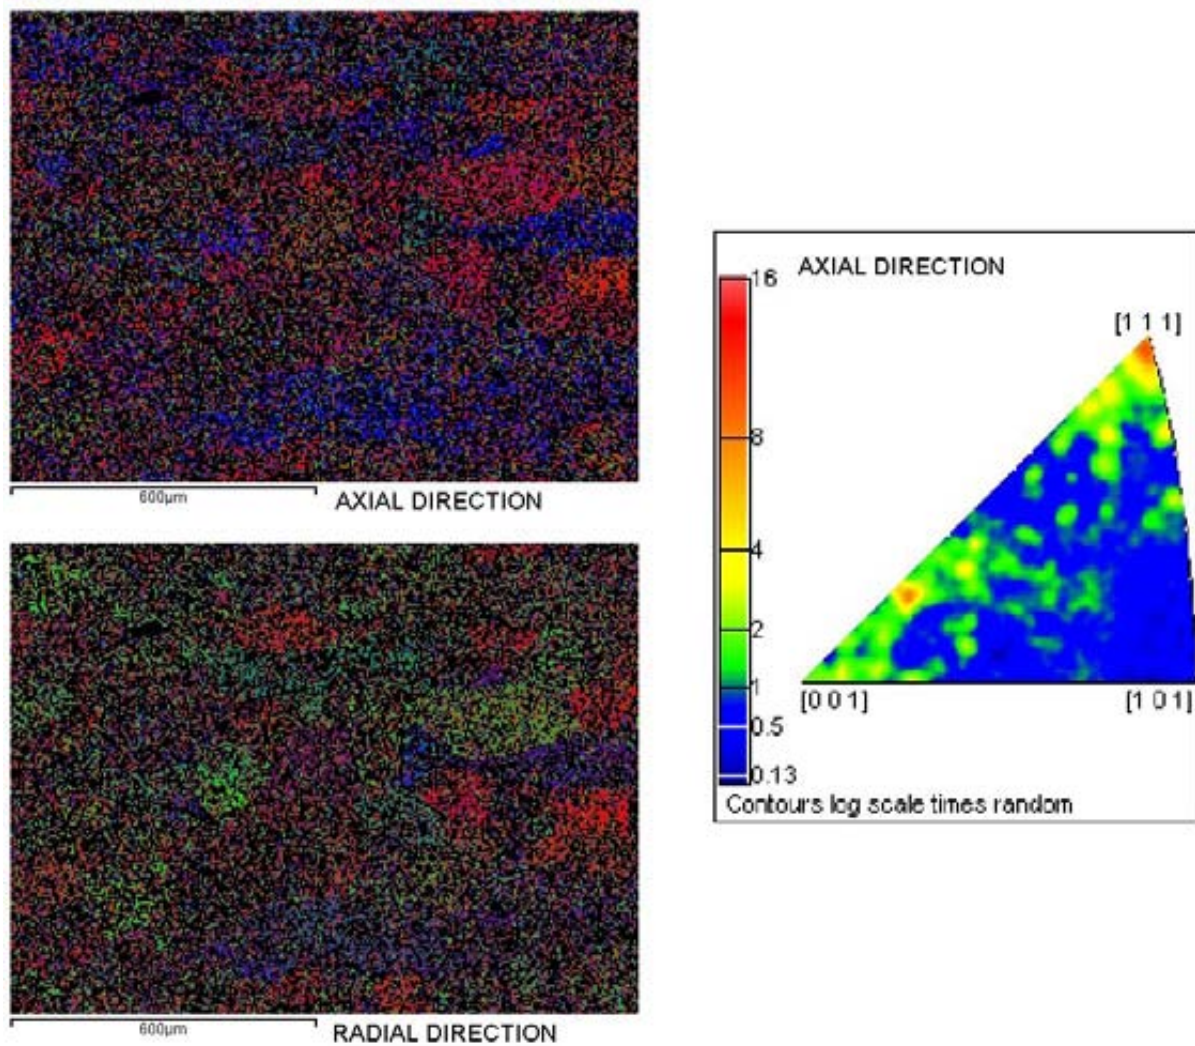 600µm
AXIAL DIRECTION
600µm
RADIAL DIRECTION
AXIAL DIRECTION
16
8
4
2
1
0.5
0.13
[1 1 1]
[0 0 1]
[1 0 1]
Contours log scale times random